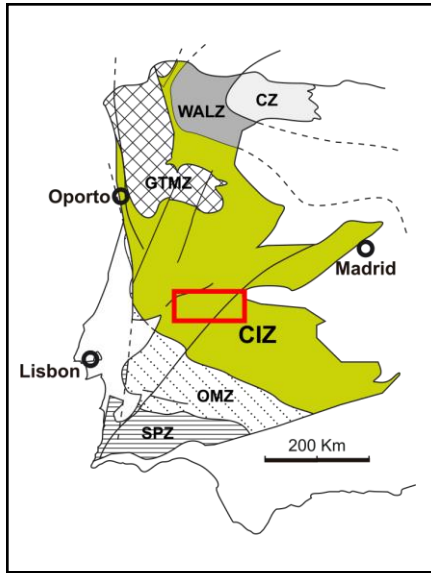 CZ
WALZ
GTMZ
Oporto
Madrid
CIZ
Lisbon
OMZ
SPZ
200 Km